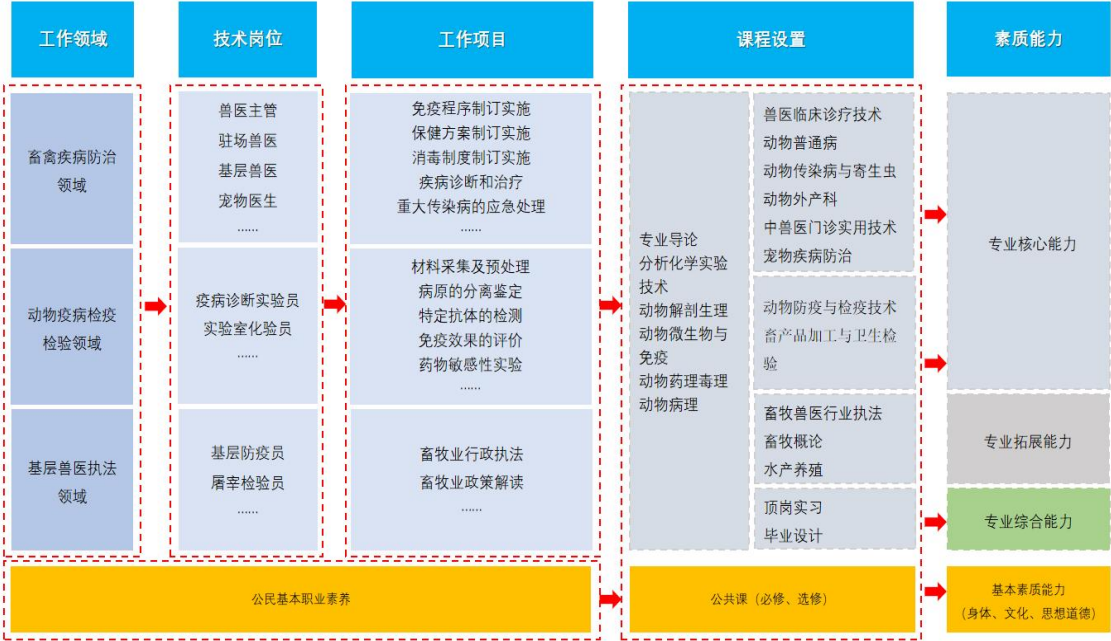 工作领域
技术岗位
工作项目
课程设置
素质能力
畜禽疾病防治
领域
动物疫病检疫
检验领域
基层兽医执法
领域
兽医主管
驻场兽医
基层兽医
宠物医生
……
疫病诊断实验员
实验室化验员
……
基层防疫员
屠宰检验员
……
免疫程序制订实施
保健方案制订实施
消毒制度制订实施
疾病诊断和治疗
重大传染病的应急处理
……
材料采集及预处理
病原的分离鉴定
特定抗体的检测
免疫效果的评价
药物敏感性实验
……
畜牧业行政执法
畜牧业政策解读
……
专业导论
分析化学实验
技术
动物解剖生理
动物微生物与
免疫
动物药理毒理
动物病理
兽医临床诊疗技术
动物普通病
动物传染病与寄生虫
动物外产科
中兽医门诊实用技术
宠物疾病防治
动物防疫与检疫技术
畜产品加工与卫生检
验
畜牧兽医行业执法
畜牧概论
水产养殖
顶岗实习
毕业设计
专业核心能力
专业拓展能力
专业综合能力
公民基本职业素养
公共课（必修、选修）
基本素质能力
（身体、文化、思想道德）